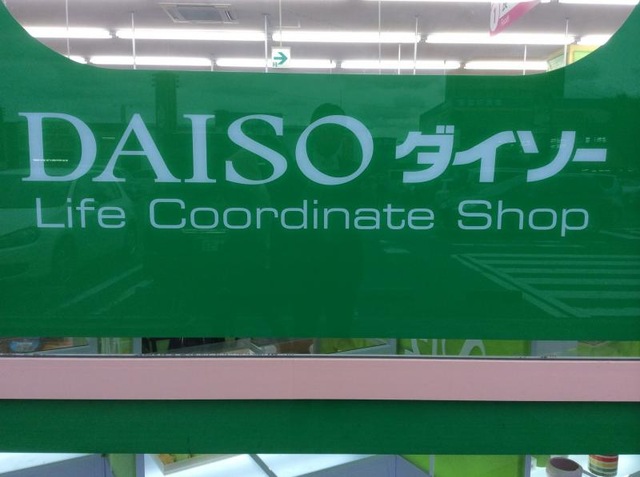 DAISO ダイソー
Life Coordinate Shop